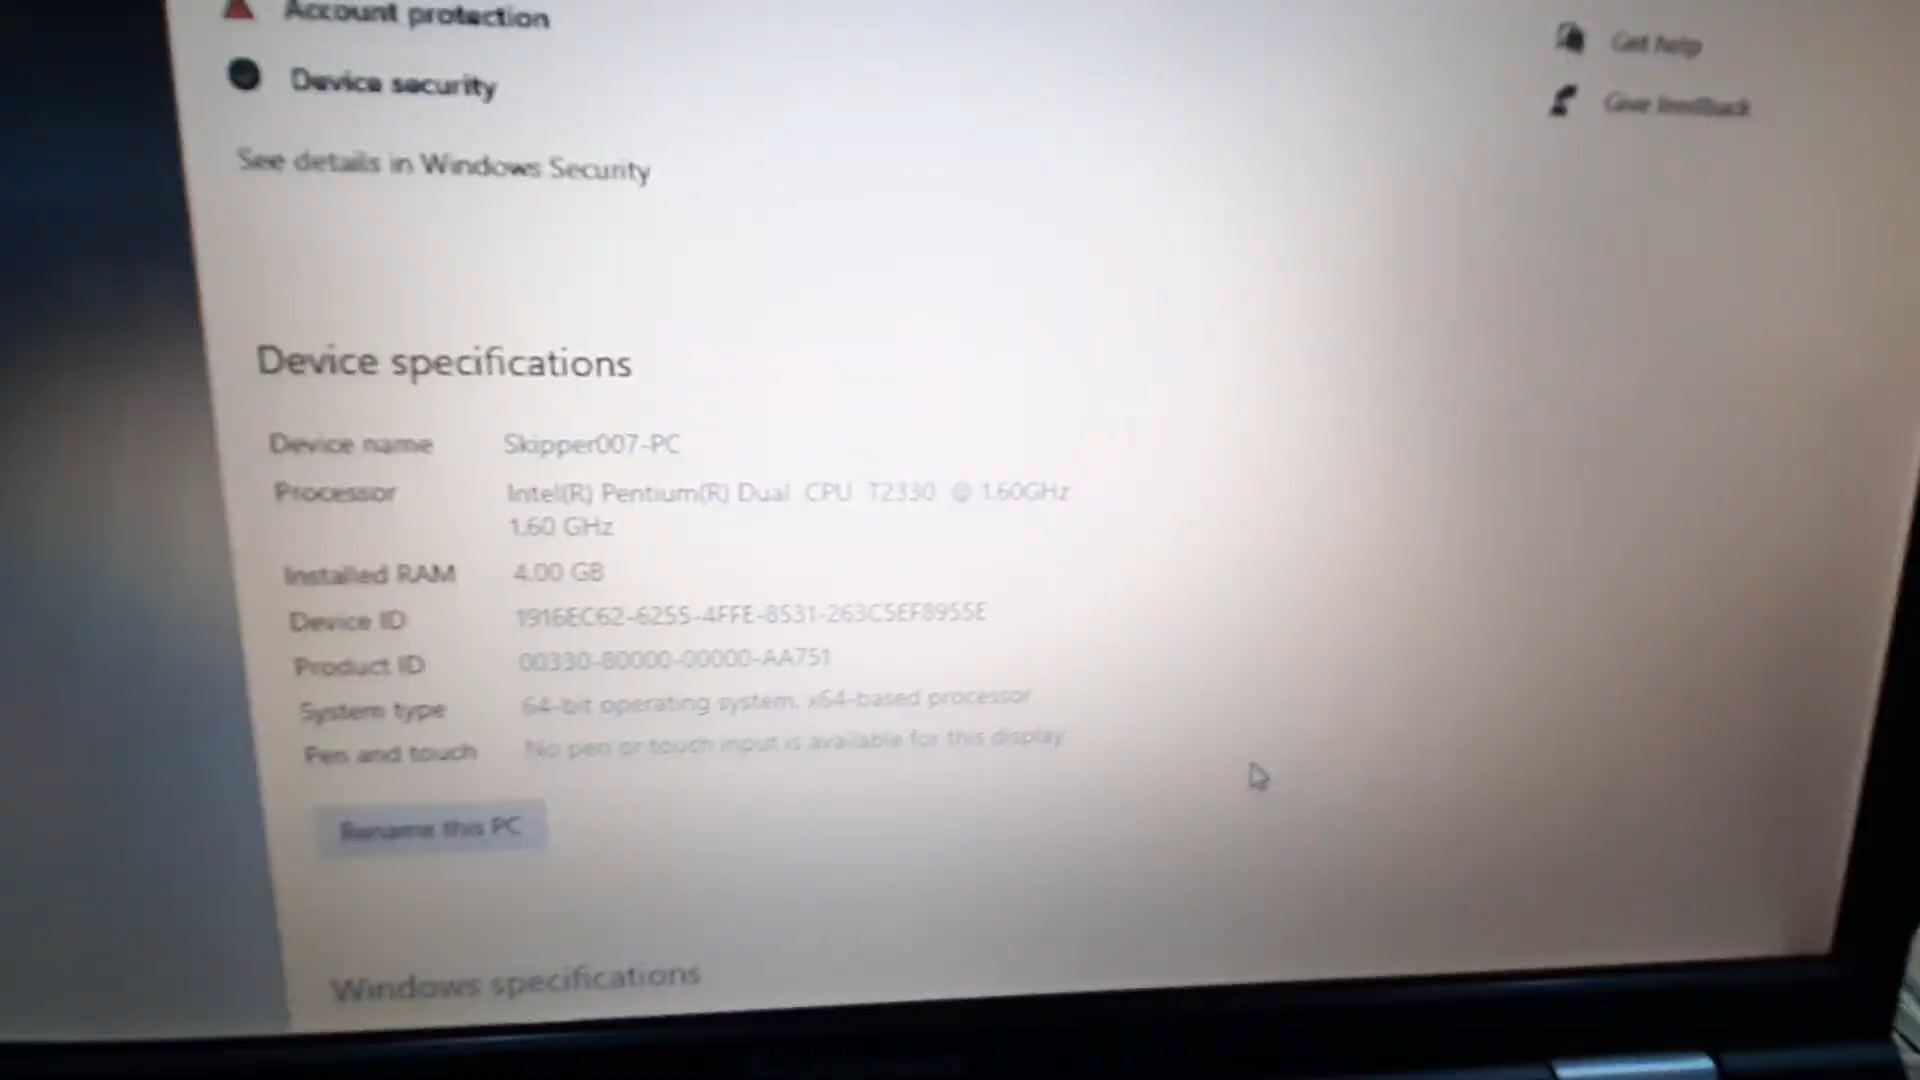 Account protection
Get help
Device security
Give feedback
See details in Windows Security
Device specifications
Device name Skipper007-PC
Processor Intel(R) Pentium(R) Dual CPU T2330 @ 1.60GHz
1.60 GHz
Installed RAM 4.00 GB
Device ID 1916EC62-6255-4FFE-8531-263C5EF8955E
Product ID 00330-80000-00000-AA751
System type 64-bit operating system, x64-based processor
Pen and touch No pen or touch input is available for this display
Rename this PC
Windows specifications